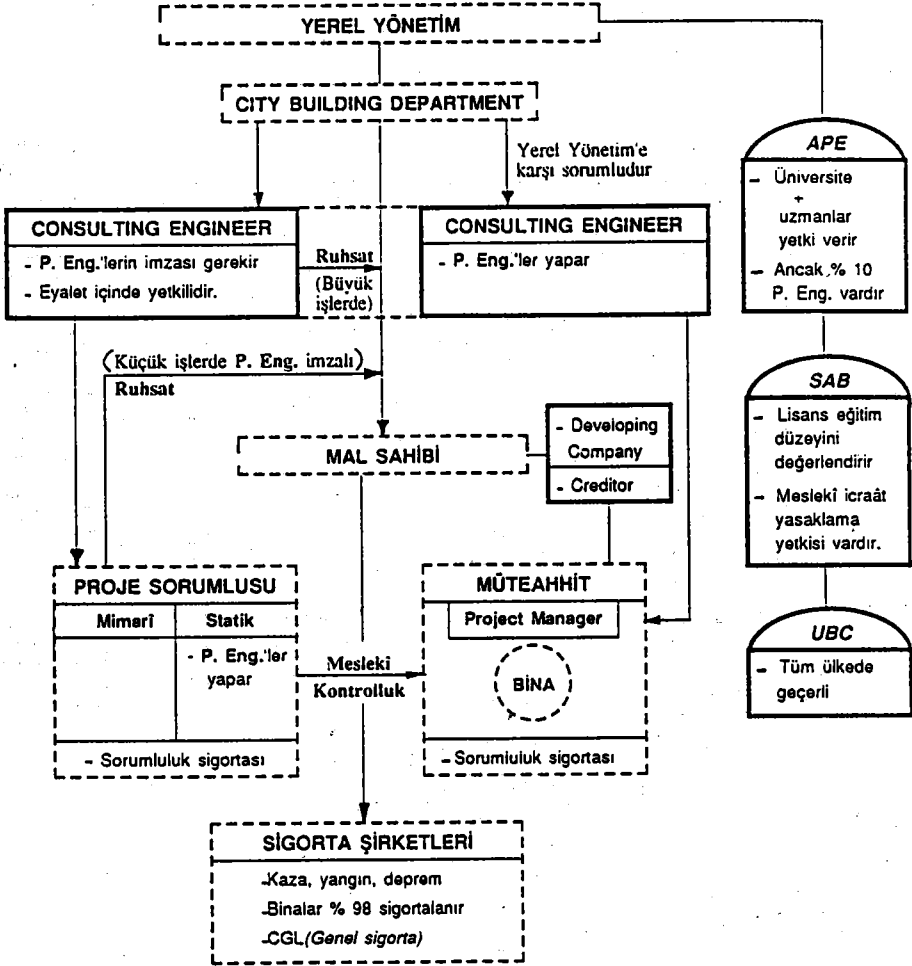 YEREL YÖNETİM
CITY BUILDING DEPARTMENT
Yerel Yönetim'e
karşı sorumludur
CONSULTING ENGINEER
- P. Eng.'lerin imzası gerekir
- Eyalet içinde yetkilidir.
Ruhsat
(Büyük
işlerde)
CONSULTING ENGINEER
- P. Eng.'ler yapar
(Küçük işlerde P. Eng. imzalı)
Ruhsat
MAL SAHİBİ
- Developing
Company
- Creditor
PROJE SORUMLUSU
Mimarî
Statik
- P. Eng.'ler
yapar
- Sorumluluk sigortası
Mesleki
Kontrolluk
MÜTEAHHİT
Project Manager
BİNA
- Sorumluluk sigortası
SİGORTA ŞİRKETLERİ
- Kaza, yangın, deprem
- Binalar % 98 sigortalanır
- CGL (Genel sigorta)
APE
- Üniversite
+
uzmanlar
yetki verir
- Ancak % 10
P. Eng. vardır
SAB
- Lisans eğitim
düzeyini
değerlendirir
- Meslekî icraât
yasaklama
yetkisi vardır.
UBC
- Tüm ülkede
geçerli